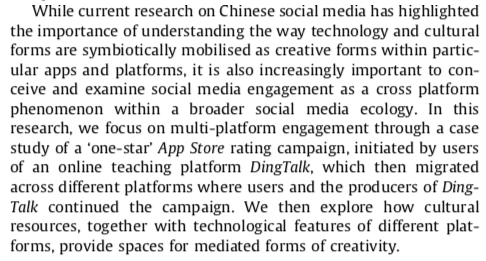 While current research on Chinese social media has highlighted
the importance of understanding the way technology and cultural
forms are symbiotically mobilised as creative forms within partic-
ular apps and platforms, it is also increasingly important to con-
ceive and examine social media engagement as a cross platform
phenomenon within a broader social media ecology. In this
research, we focus on multi-platform engagement through a case
study of a ‘one-star’ App Store rating campaign, initiated by users
of an online teaching platform DingTalk, which then migrated
across different platforms where users and the producers of Ding-
Talk continued the campaign. We then explore how cultural
resources, together with technological features of different plat-
forms, provide spaces for mediated forms of creativity.